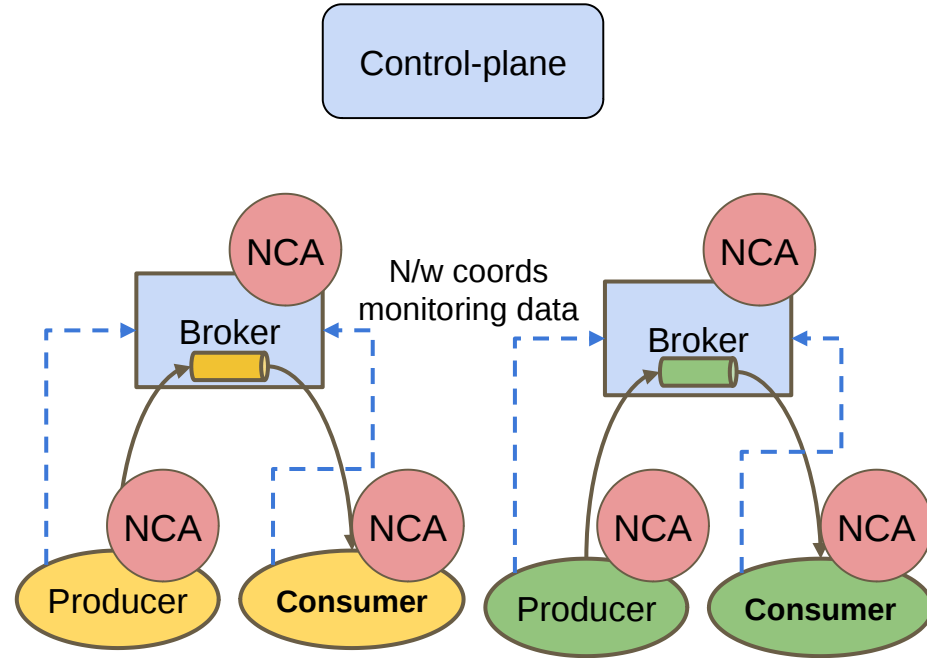 Control-plane
NCA
NCA
N/w coords
monitoring data
Broker
Broker
NCA
NCA
NCA
NCA
Producer
Consumer
Producer
Consumer